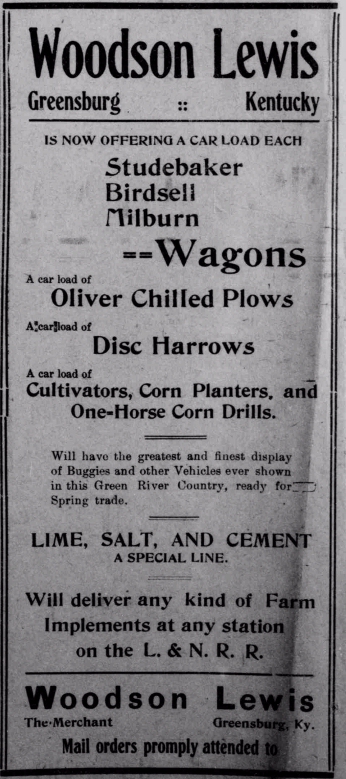 Woodson Lewis
Greensburg :: Kentucky
IS NOW OFFERING A CAR LOAD EACH
Studebaker
Birdsell
Milburn
==Wagons
A car load of
Oliver Chilled Plows
A car load of
Disc Harrows
A car load of
Cultivators, Corn Planters, and
One-Horse Corn Drills.
Will have the greatest and finest display
of Buggies and other Vehicles ever shown
in this Green River Country, ready for
Spring trade.
LIME, SALT, AND CEMENT
A SPECIAL LINE.
Will deliver any kind of Farm
Implements at any station
on the L. & N. R. R.
Woodson Lewis
The Merchant Greensburg, Ky.
Mail orders promply attended to